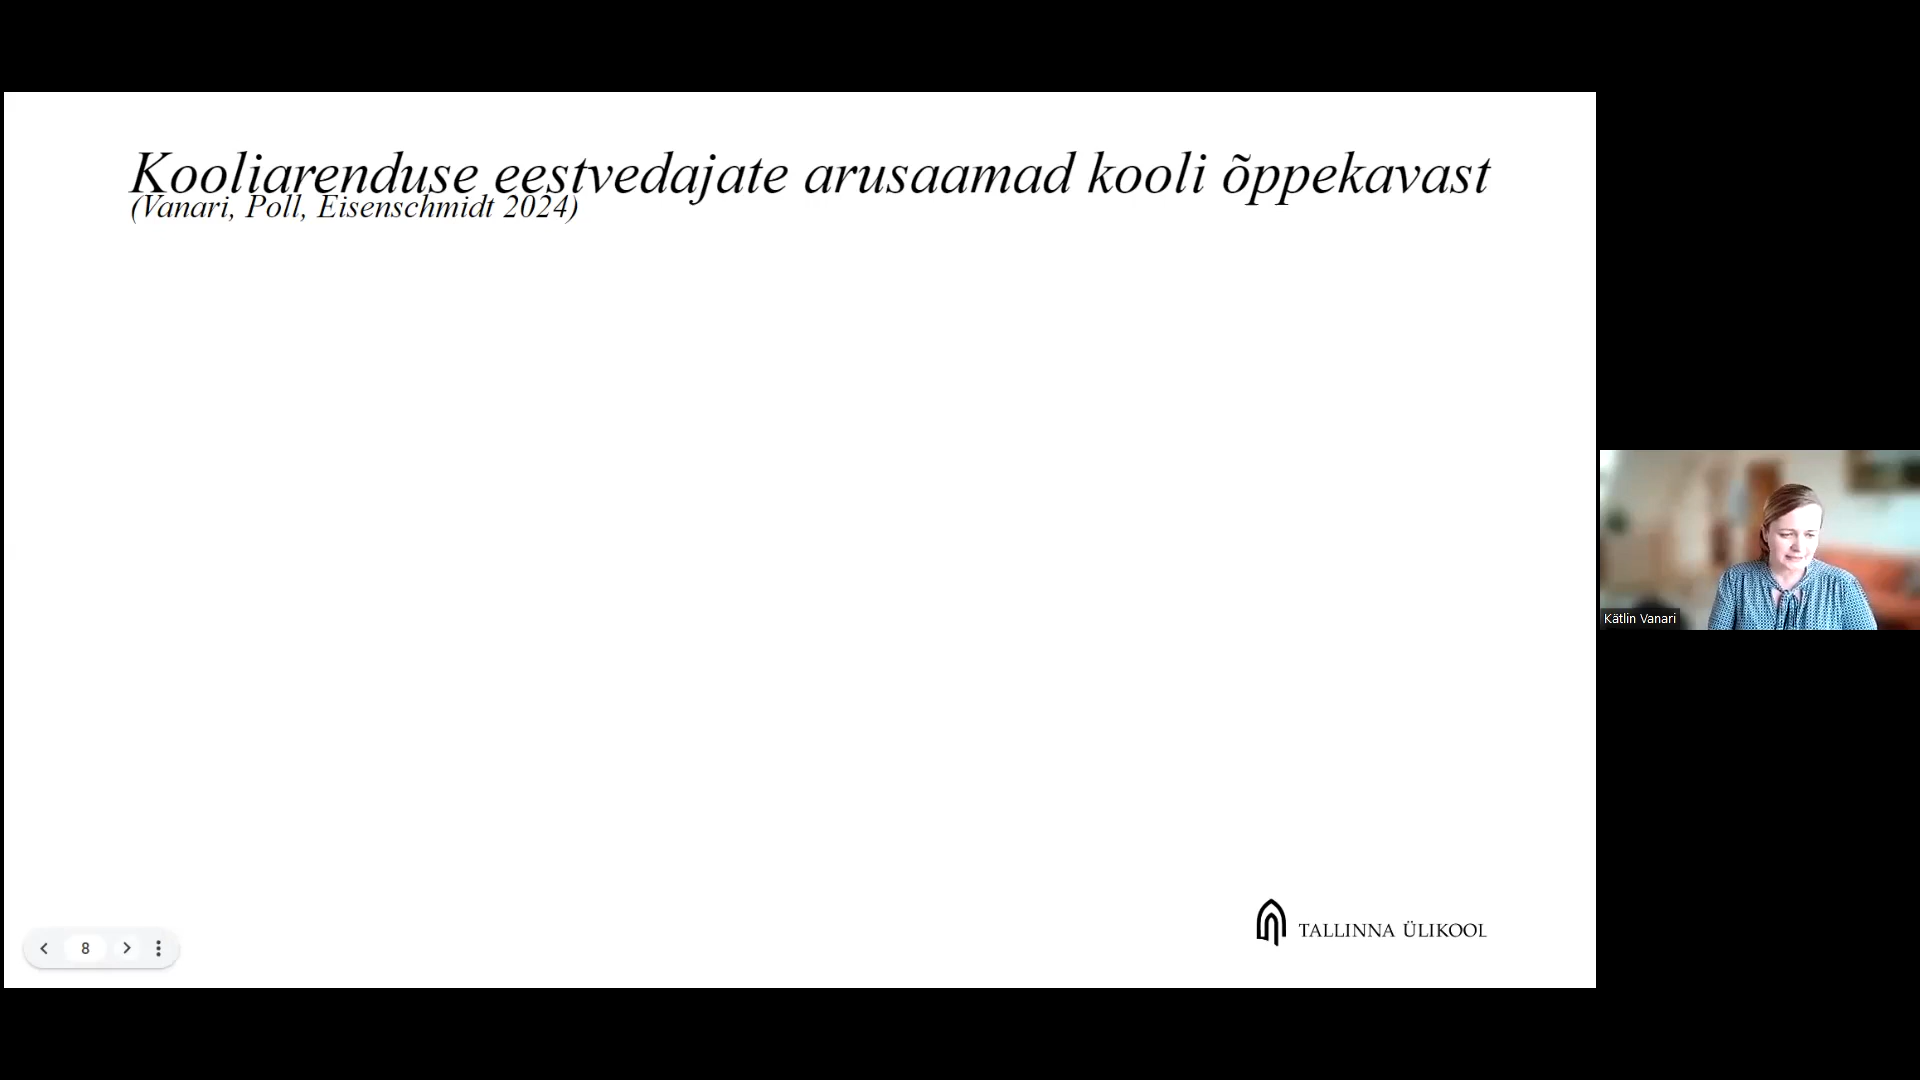 Kooliarenduse eestvedajate arusaamad kooli õppekavast
(Vanari, Poll, Eisenschmidt 2024)
Kätlin Vanari
TALLINNA ÜLIKOOL
8